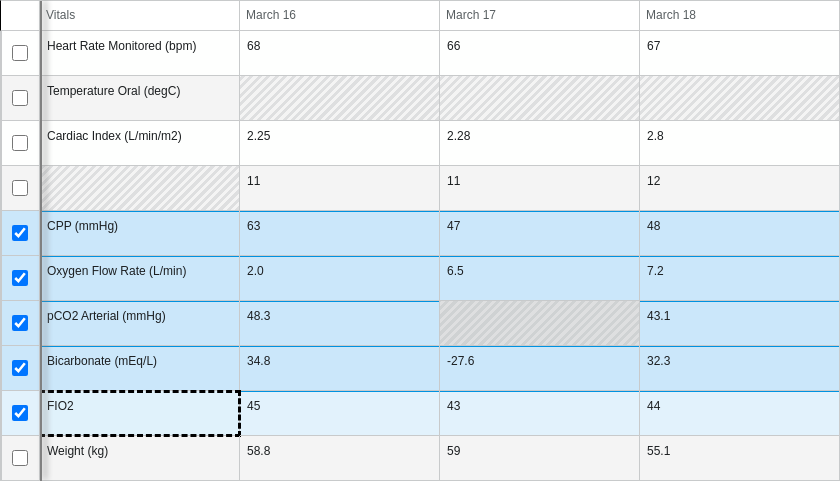 Vitals March 16 March 17 March 18
Heart Rate Monitored (bpm) 68 66 67
Temperature Oral (degC)
Cardiac Index (L/min/m2) 2.25 2.28 2.8
11 11 12
CPP (mmHg) 63 47 48
Oxygen Flow Rate (L/min) 2.0 6.5 7.2
pCO2 Arterial (mmHg) 48.3 43.1
Bicarbonate (mEq/L) 34.8 -27.6 32.3
FIO2 45 43 44
Weight (kg) 58.8 59 55.1